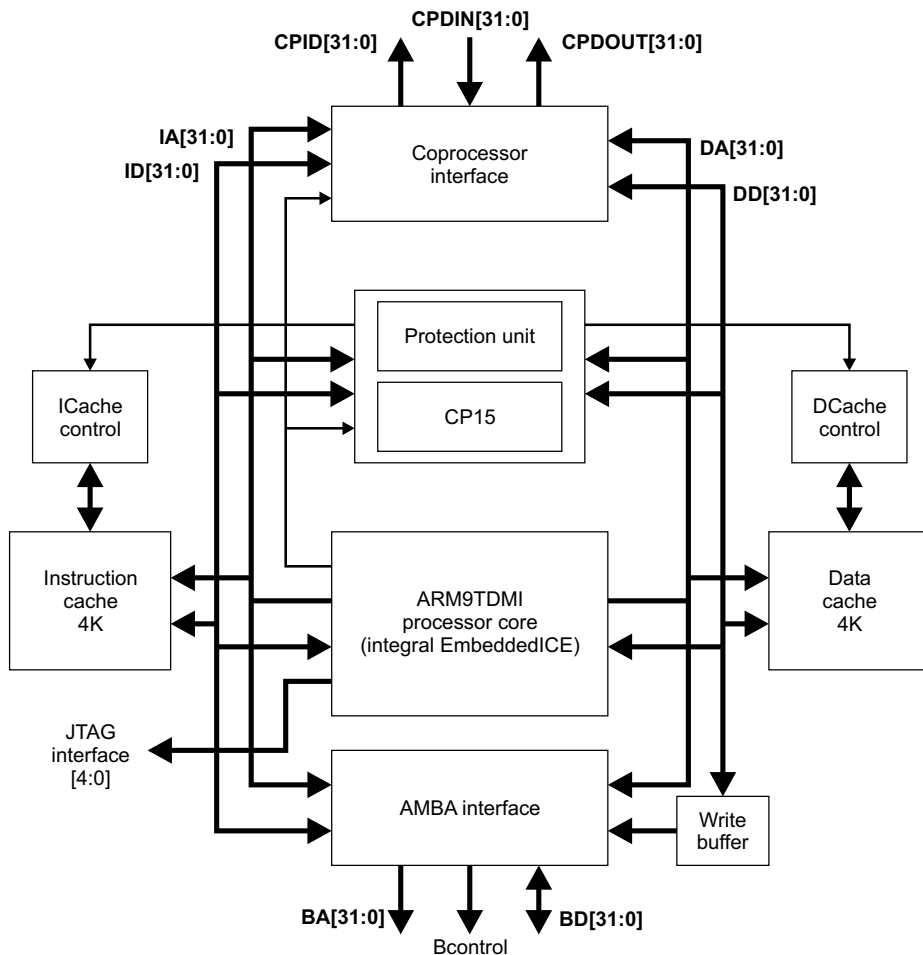 CPDIN[31:0]
CPID[31:0]
CPDOUT[31:0]
IA[31:0]
ID[31:0]
Coprocessor
interface
DA[31:0]
DD[31:0]
Protection unit
CP15
ICache
control
DCache
control
Instruction
cache
4K
ARM9TDMI
processor core
(integral EmbeddedICE)
Data
cache
4K
JTAG
interface
[4:0]
AMBA interface
Write
buffer
BA[31:0]
Bcontrol
BD[31:0]